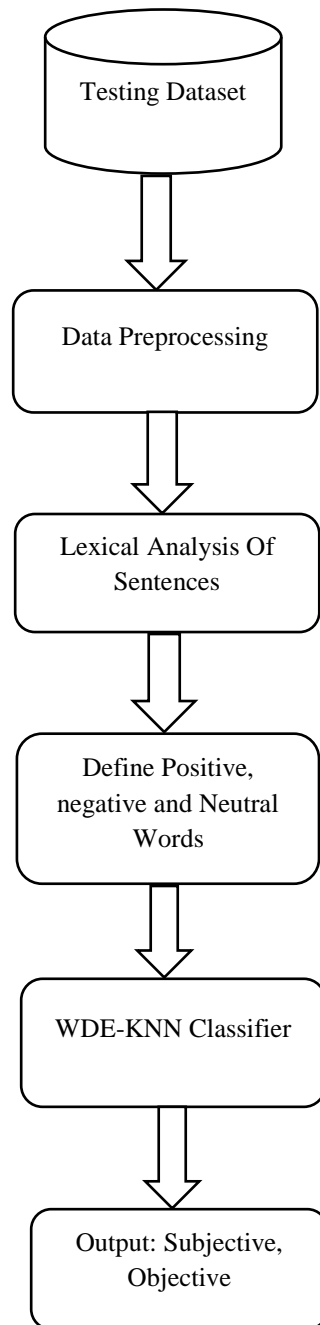 Testing Dataset
Data Preprocessing
Lexical Analysis Of
Sentences
Define Positive,
negative and Neutral
Words
WDE-KNN Classifier
Output: Subjective,
Objective